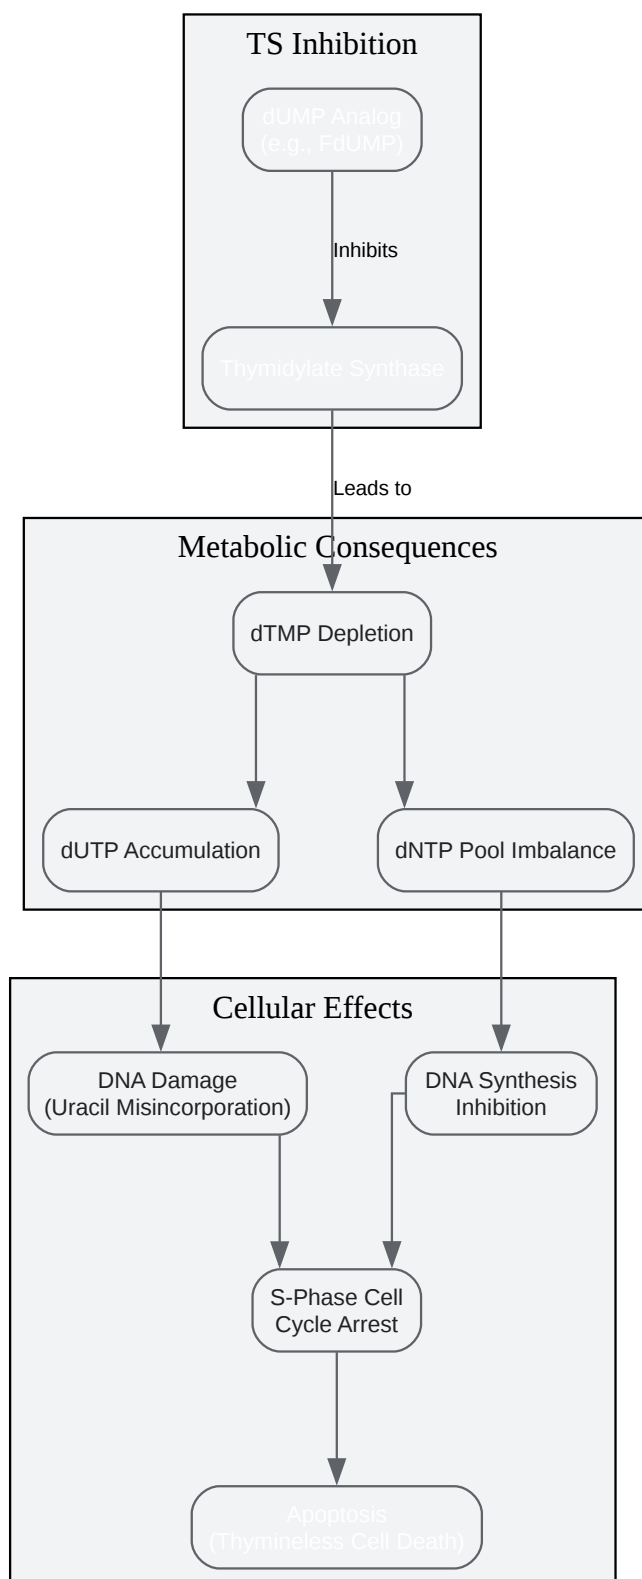 TS Inhibition
dUMP Analog
(e.g., FdUMP)
Inhibits
Thymidylate Synthase
Leads to
Metabolic Consequences
dTMP Depletion
dUTP Accumulation
dNTP Pool Imbalance
Cellular Effects
DNA Damage
(Uracil Misincorporation)
DNA Synthesis
Inhibition
S-Phase Cell
Cycle Arrest
Apoptosis
(Thymineless Cell Death)